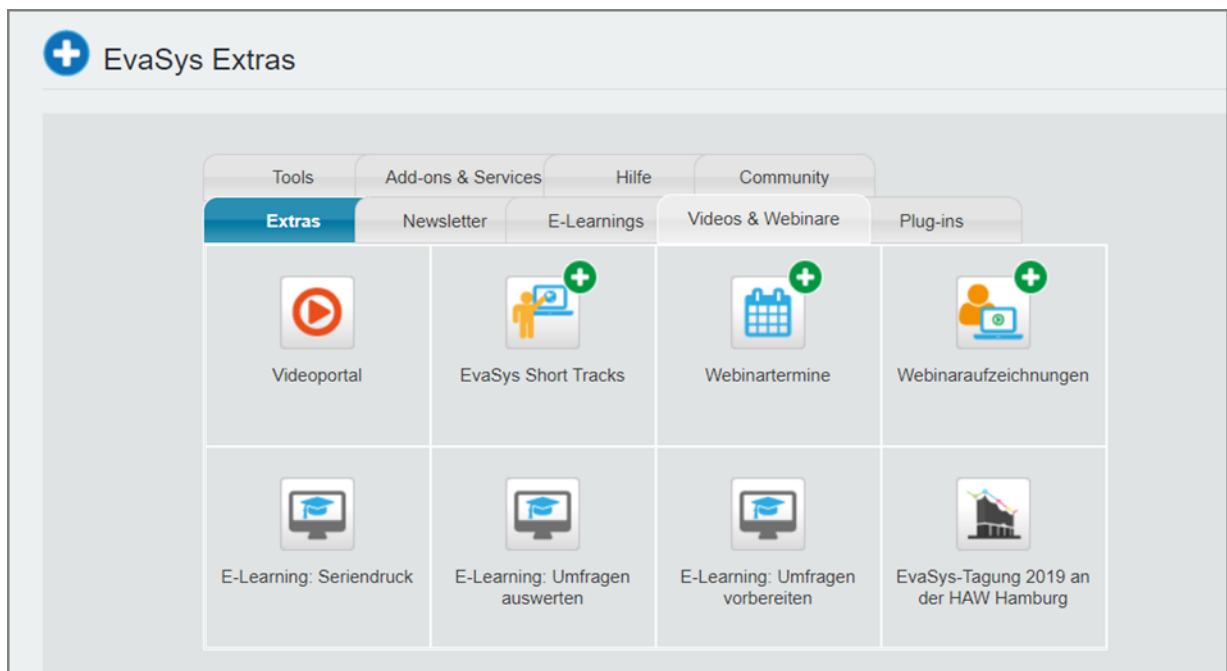 EvaSys Extras
Tools
Add-ons & Services
Hilfe
Community
Extras
Newsletter
E-Learnings
Videos & Webinare
Plug-ins
Videoportal
EvaSys Short Tracks
Webinartermine
Webinaraufzeichnungen
E-Learning: Seriendruck
E-Learning: Umfragen
auswerten
E-Learning: Umfragen
vorbereiten
EvaSys-Tagung 2019 an
der HAW Hamburg